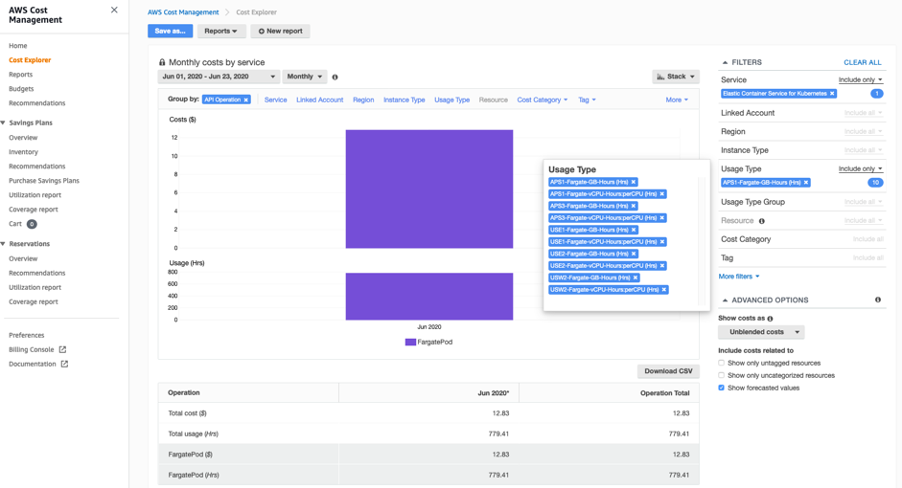 AWS Cost
Management
Home
Cost Explorer
Reports
Budgets
Recommendations
Savings Plans
Overview
Inventory
Recommendations
Purchase Savings Plans
Utilization report
Coverage report
Cart 0
Reservations
Overview
Recommendations
Utilization report
Coverage report
Preferences
Billing Console
Documentation
AWS Cost Management > Cost Explorer
Save as... Reports New report
Monthly costs by service
Jun 01, 2020 - Jun 23, 2020 Monthly Stack
Group by: API Operation Service Linked Account Region Instance Type Usage Type Resource Cost Category Tag More
Costs ($)
12
10
8
6
4
2
0
Usage (Hrs)
800
600
400
200
0
Jun 2020
FargatePod
Usage Type
APS1-Fargate-GB-Hours (Hrs)
APS1-Fargate-vCPU-Hours:perCPU (Hrs)
APS3-Fargate-GB-Hours (Hrs)
APS3-Fargate-vCPU-Hours:perCPU (Hrs)
USE1-Fargate-GB-Hours (Hrs)
USE1-Fargate-vCPU-Hours:perCPU (Hrs)
USE2-Fargate-GB-Hours (Hrs)
USE2-Fargate-vCPU-Hours:perCPU (Hrs)
USW2-Fargate-GB-Hours (Hrs)
USW2-Fargate-vCPU-Hours:perCPU (Hrs)
Download CSV
Operation Jun 2020* Operation Total
Total cost ($) 12.83 12.83
Total usage (Hrs) 779.41 779.41
FargatePod ($) 12.83 12.83
FargatePod (Hrs) 779.41 779.41
FILTERS CLEAR ALL
Service Include only
Elastic Container Service for Kubernetes 1
Linked Account Include all
Region Include all
Instance Type Include all
Usage Type Include only
APS1-Fargate-GB-Hours (Hrs) 10
Usage Type Group Include all
Resource Include all
Cost Category Include all
Tag Include all
More filters
ADVANCED OPTIONS
Show costs as
Unblended costs
Include costs related to
Show only untagged resources
Show only uncategorized resources
Show forecasted values